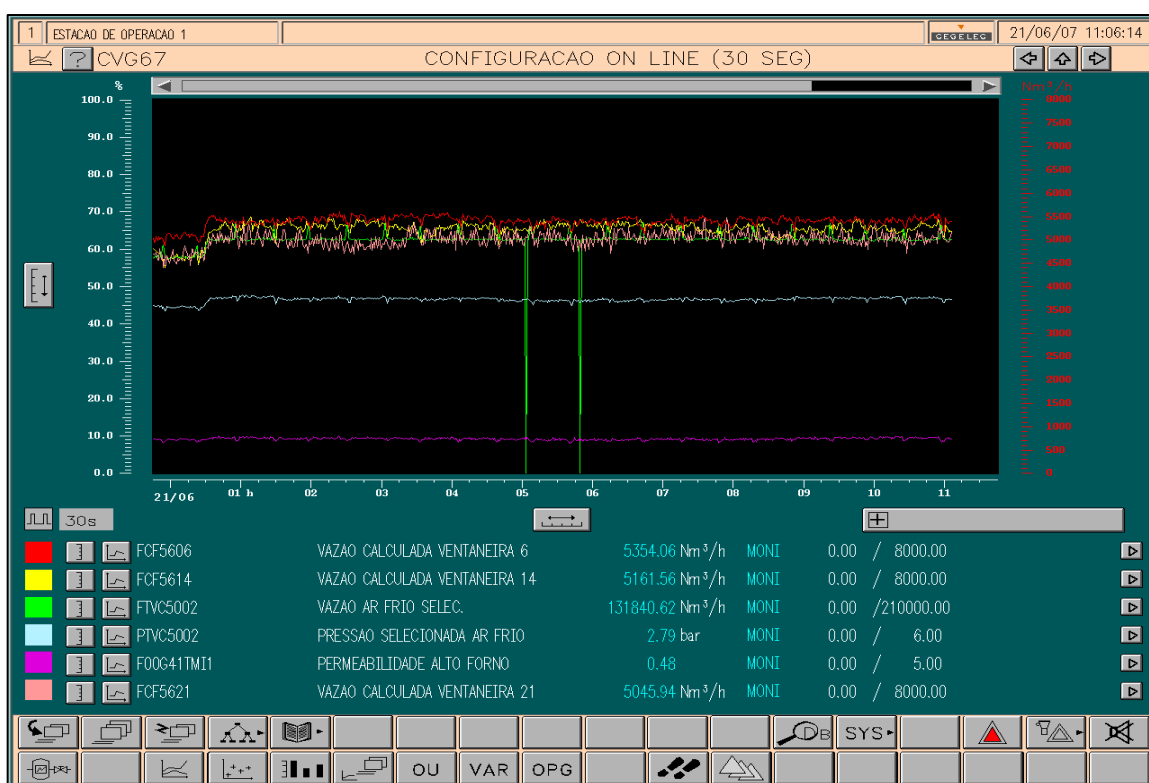 1 ESTACAO DE OPERACAO 1 CEGELEC 21/06/07 11:06:14
? CVG67 CONFIGURACAO ON LINE (30 SEG)
% Nm³/h
100.0 8000
7500
90.0 7000
80.0 6500
6000
70.0 5500
60.0 5000
4500
50.0 4000
3500
40.0 3000
30.0 2500
2000
20.0 1500
10.0 1000
500
0.0 0
21/06 01 h 02 03 04 05 06 07 08 09 10 11
30s
FCF5606 VAZAO CALCULADA VENTANEIRA 6 5354.06 Nm³/h MONI 0.00 / 8000.00
FCF5614 VAZAO CALCULADA VENTANEIRA 14 5161.56 Nm³/h MONI 0.00 / 8000.00
FTVC5002 VAZAO AR FRIO SELEC. 131840.62 Nm³/h MONI 0.00 /210000.00
PTVC5002 PRESSAO SELECIONADA AR FRIO 2.79 bar MONI 0.00 / 6.00
F00G41TMI1 PERMEABILIDADE ALTO FORNO 0.48 MONI 0.00 / 5.00
FCF5621 VAZAO CALCULADA VENTANEIRA 21 5045.94 Nm³/h MONI 0.00 / 8000.00
DB SYS
OU VAR OPG